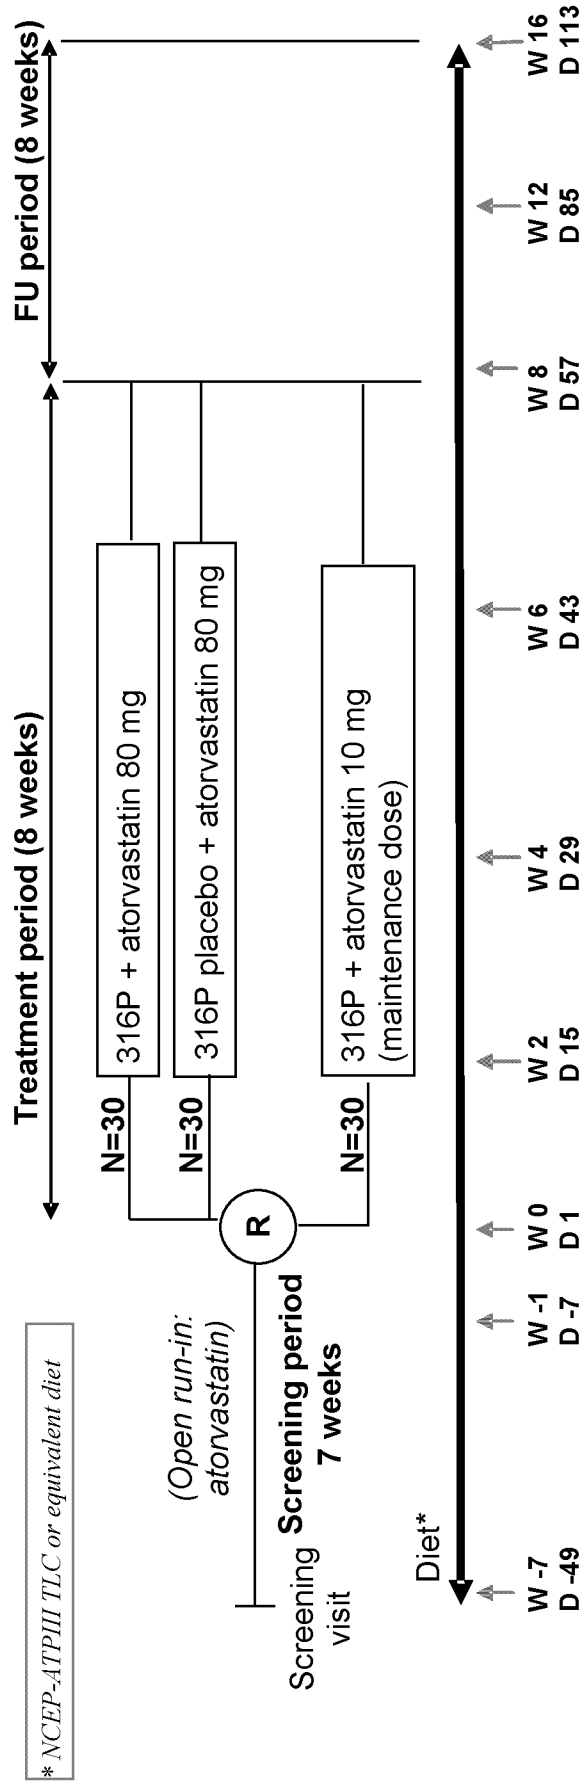 * NCEP-ATPIII TLC or equivalent diet
Treatment period (8 weeks)
FU period (8 weeks)
(Open run-in:
atorvastatin)
Screening
visit
Screening period
7 weeks
R
N=30
316P + atorvastatin 80 mg
N=30
316P placebo + atorvastatin 80 mg
N=30
316P + atorvastatin 10 mg
(maintenance dose)
Diet*
W -7
D -49
W -1
D -7
W 0
D 1
W 2
D 15
W 4
D 29
W 6
D 43
W 8
D 57
W 12
D 85
W 16
D 113